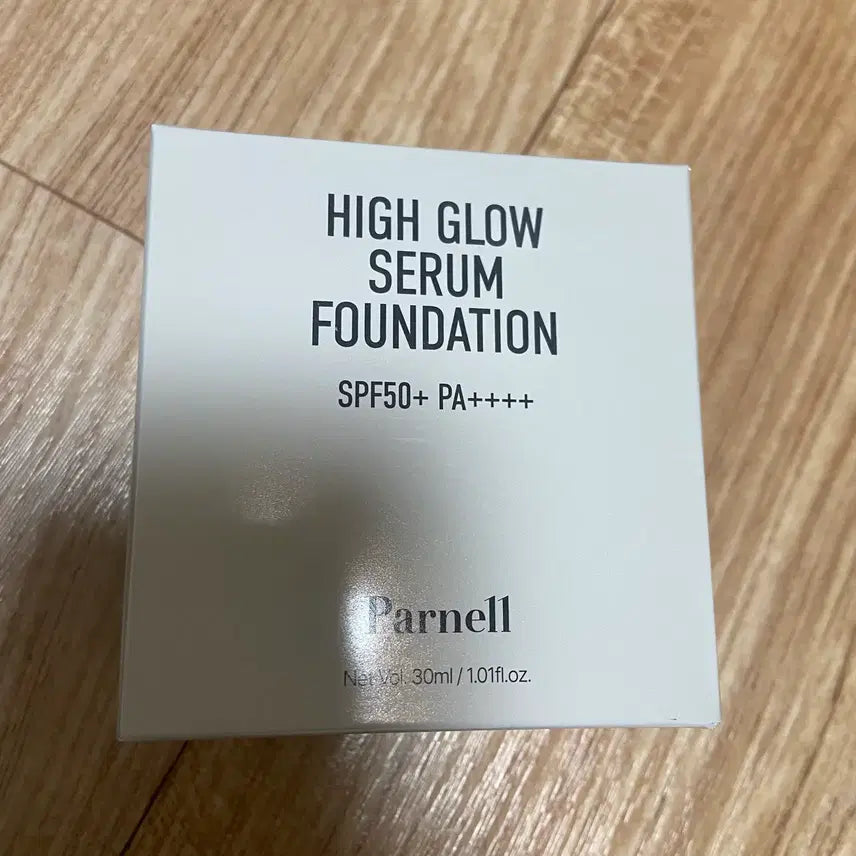 HIGH GLOW
SERUM
FOUNDATION
SPF50+ PA++++
Parnell
Net Vol. 30ml / 1.01fl.oz.